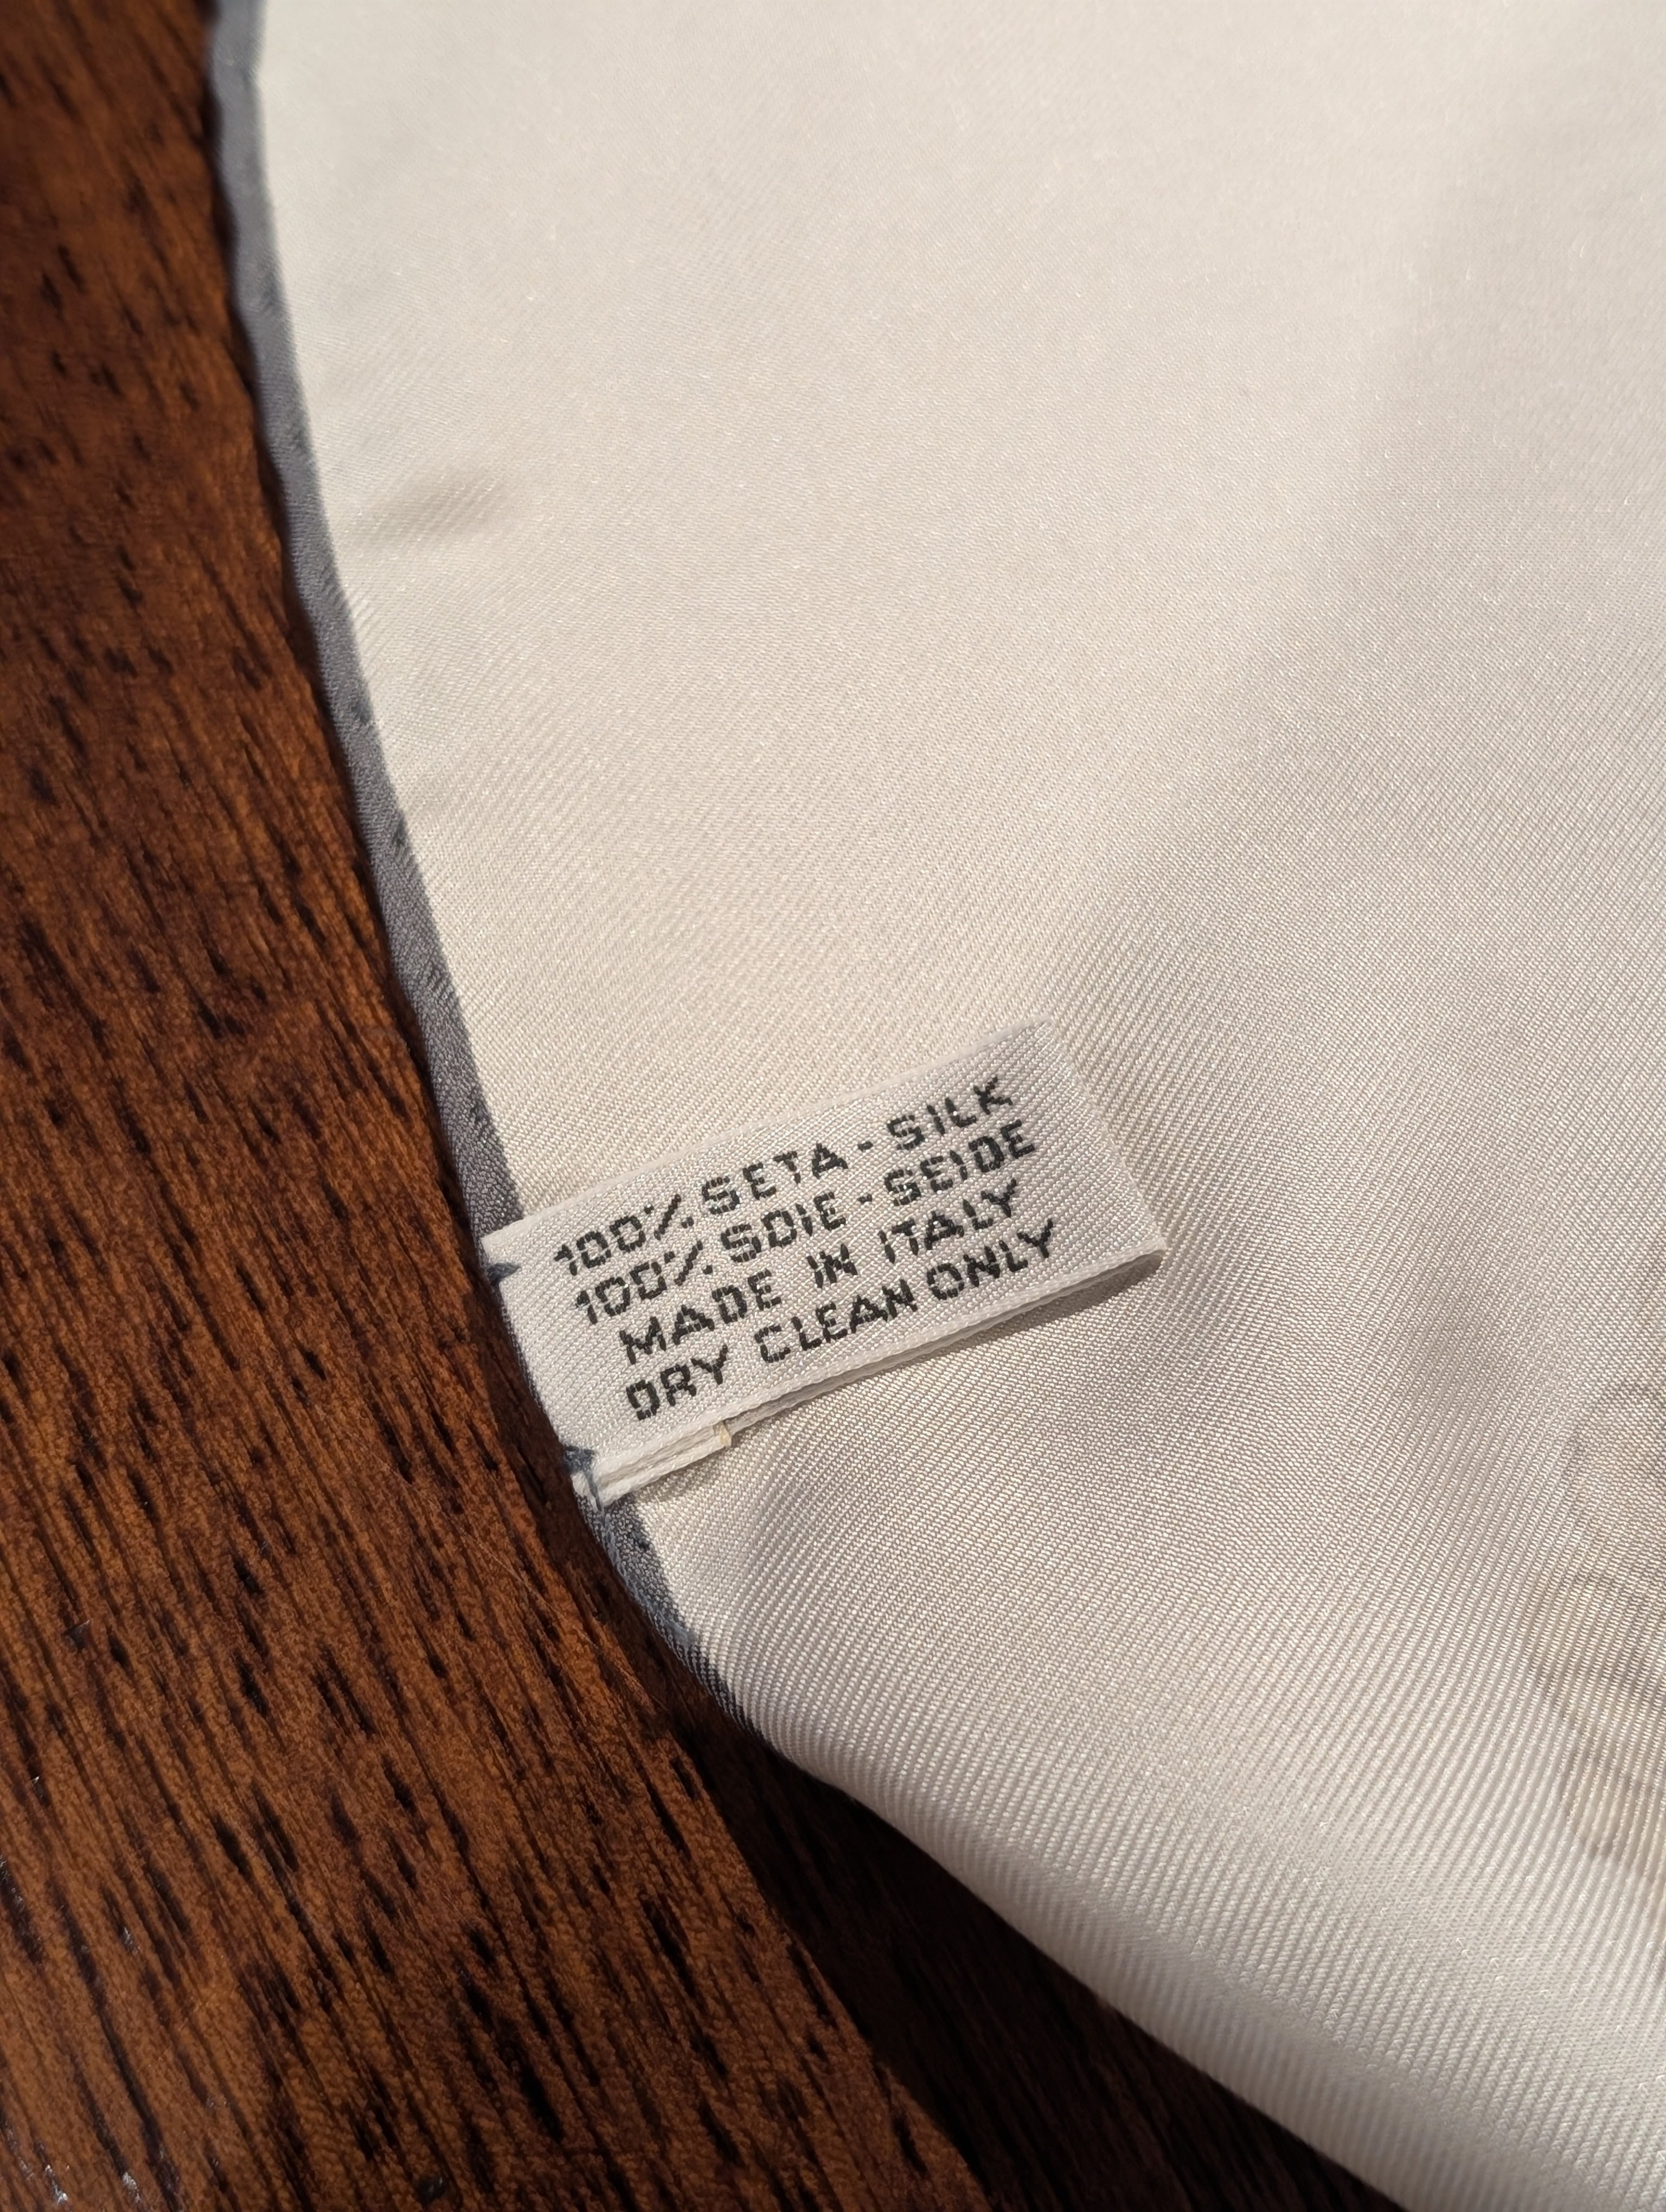 100% SETA - SILK
100% SOIE - SEIDE
MADE IN ITALY
DRY CLEAN ONLY